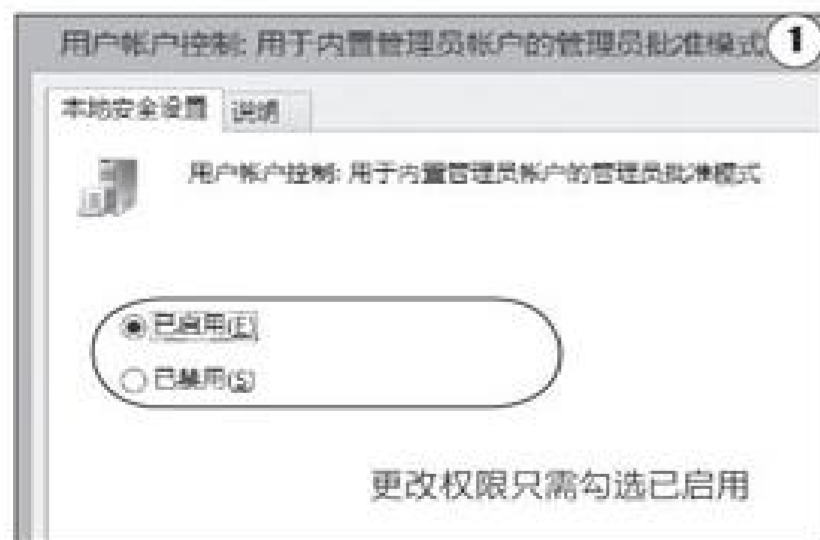 用户帐户控制: 用于内置管理员帐户的管理员批准模式
1
本地安全设置 说明
用户帐户控制: 用于内置管理员帐户的管理员批准模式
已启用(E)
已禁用(S)
更改权限只需勾选已启用